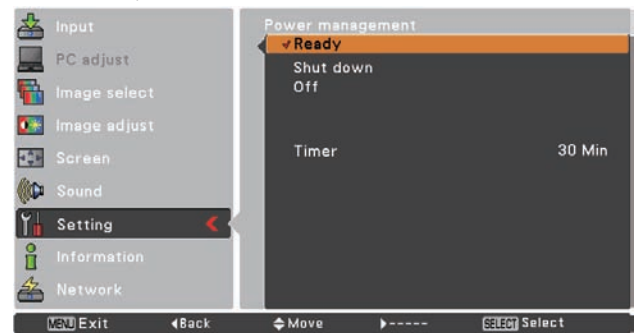 Input
PC adjust
Image select
Image adjust
Screen
Sound
Setting
Information
Network
Power management
Ready
Shut down
Off
Timer 30 Min
MENU Exit Back Move ----- SELECT Select